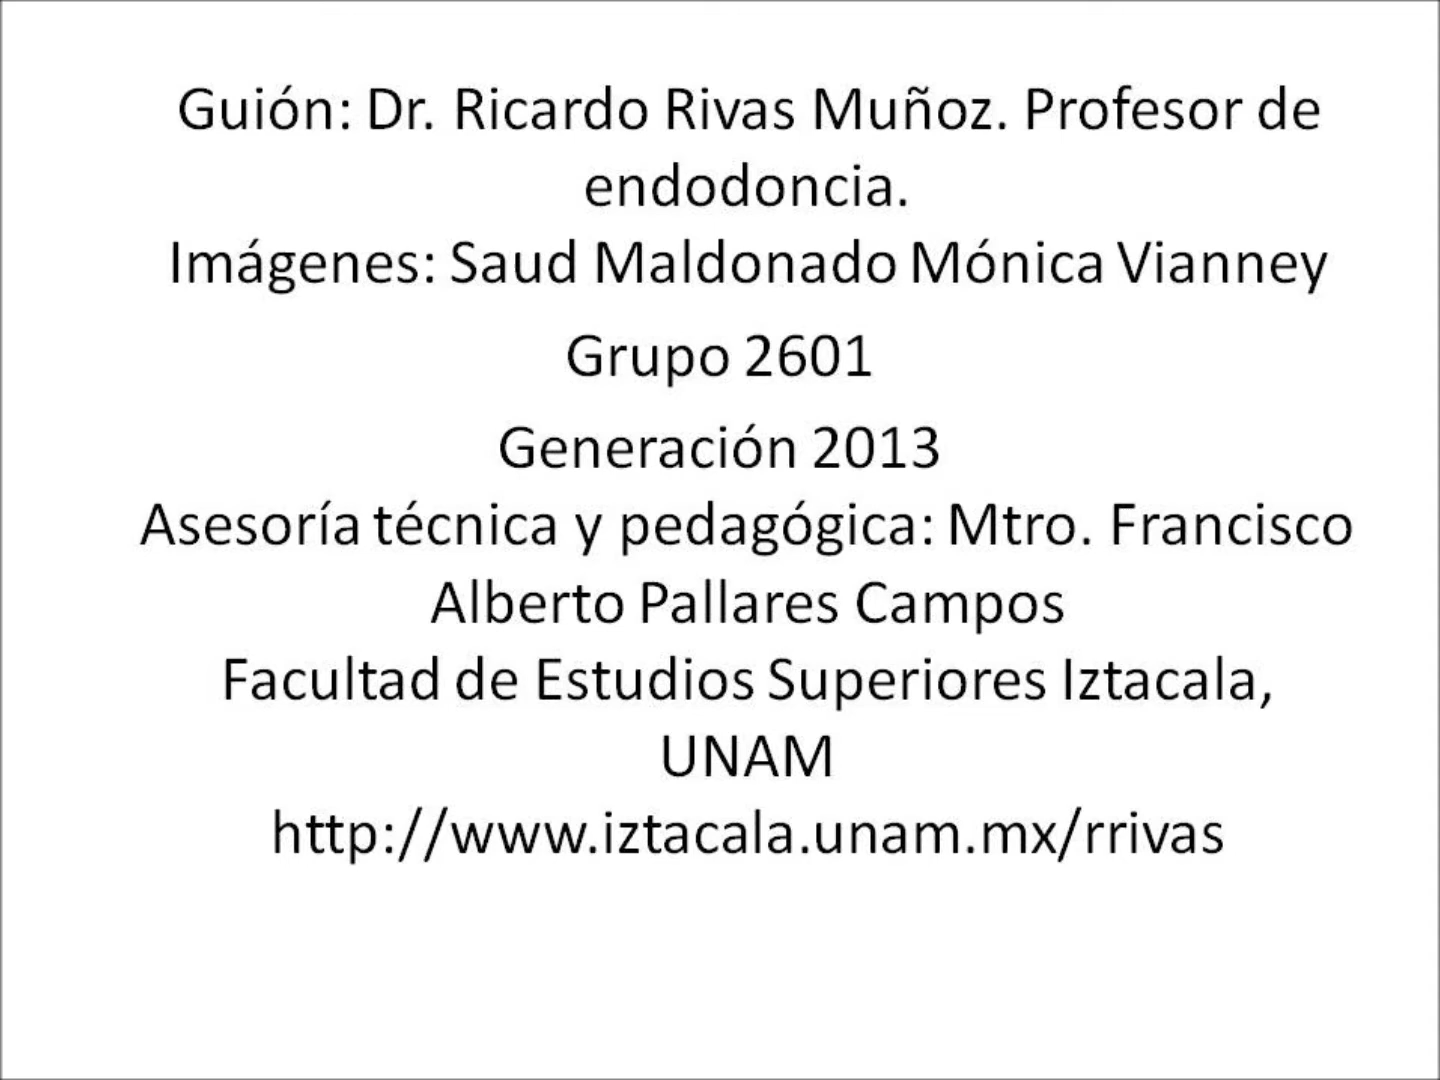 Guión: Dr. Ricardo Rivas Muñoz. Profesor de
endodoncia.
Imágenes: Saud Maldonado Mónica Vianney
Grupo 2601
Generación 2013
Asesoría técnica y pedagógica: Mtro. Francisco
Alberto Pallares Campos
Facultad de Estudios Superiores Iztacala,
UNAM
http://www.iztacala.unam.mx/rrivas